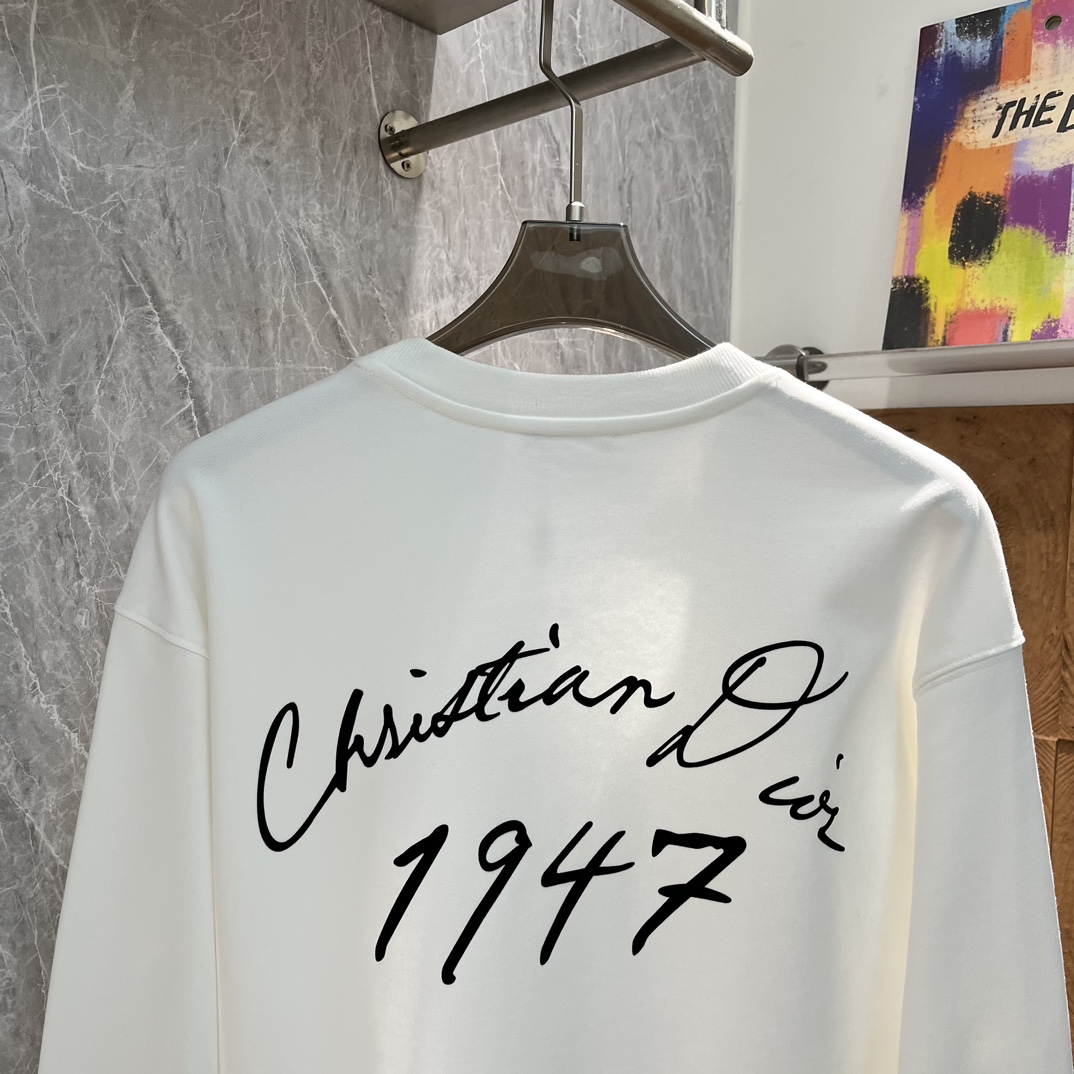 THE
Christian Dior
1947